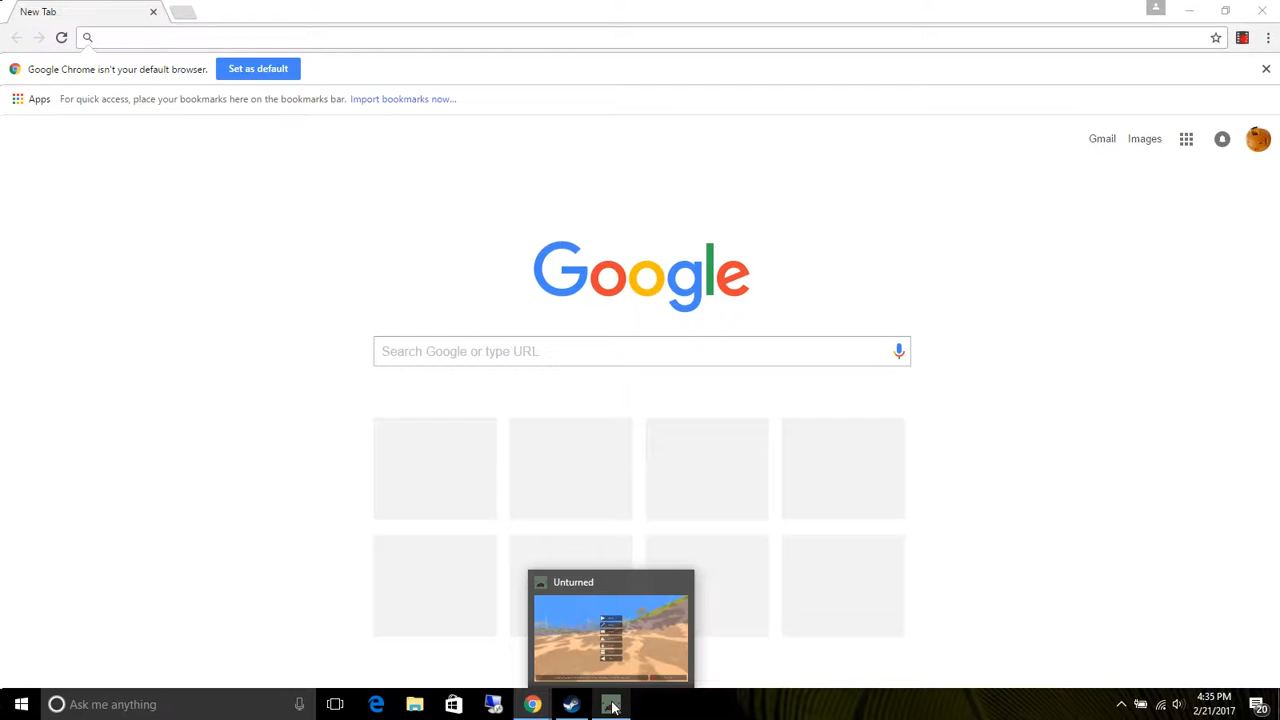 New Tab
Google Chrome isn't your default browser.
Set as default
Apps
For quick access, place your bookmarks here on the bookmarks bar.
Import bookmarks now...
Gmail
Images
Google
Search Google or type URL
Unturned
Ask me anything
4:35 PM
2/21/2017
20